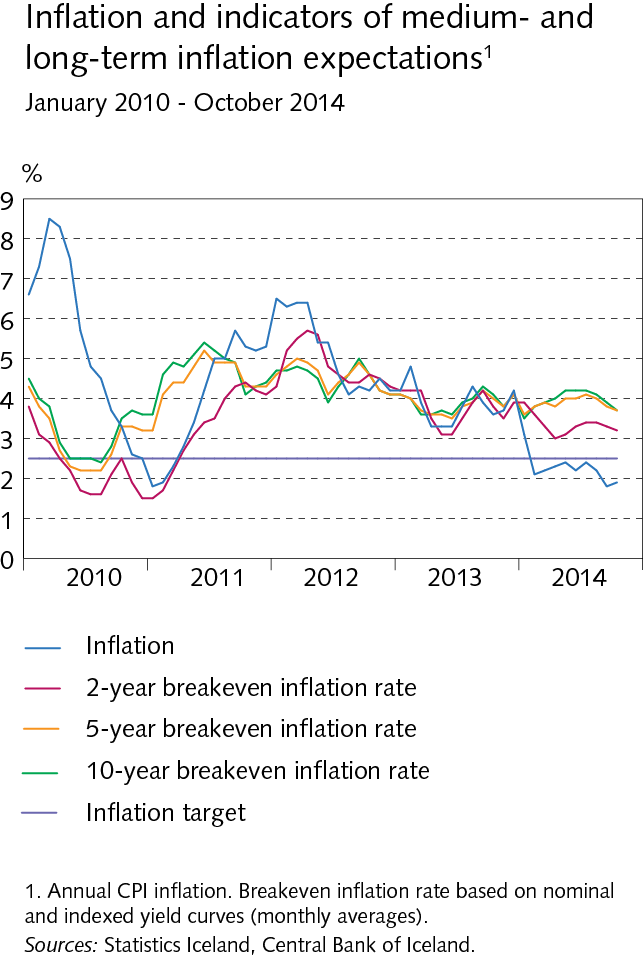 Inflation and indicators of medium- and
long-term inflation expectations¹
January 2010 - October 2014
%
9
8
7
6
5
4
3
2
1
0
2010 2011 2012 2013 2014
Inflation
2-year breakeven inflation rate
5-year breakeven inflation rate
10-year breakeven inflation rate
Inflation target
1. Annual CPI inflation. Breakeven inflation rate based on nominal
and indexed yield curves (monthly averages).
Sources: Statistics Iceland, Central Bank of Iceland.